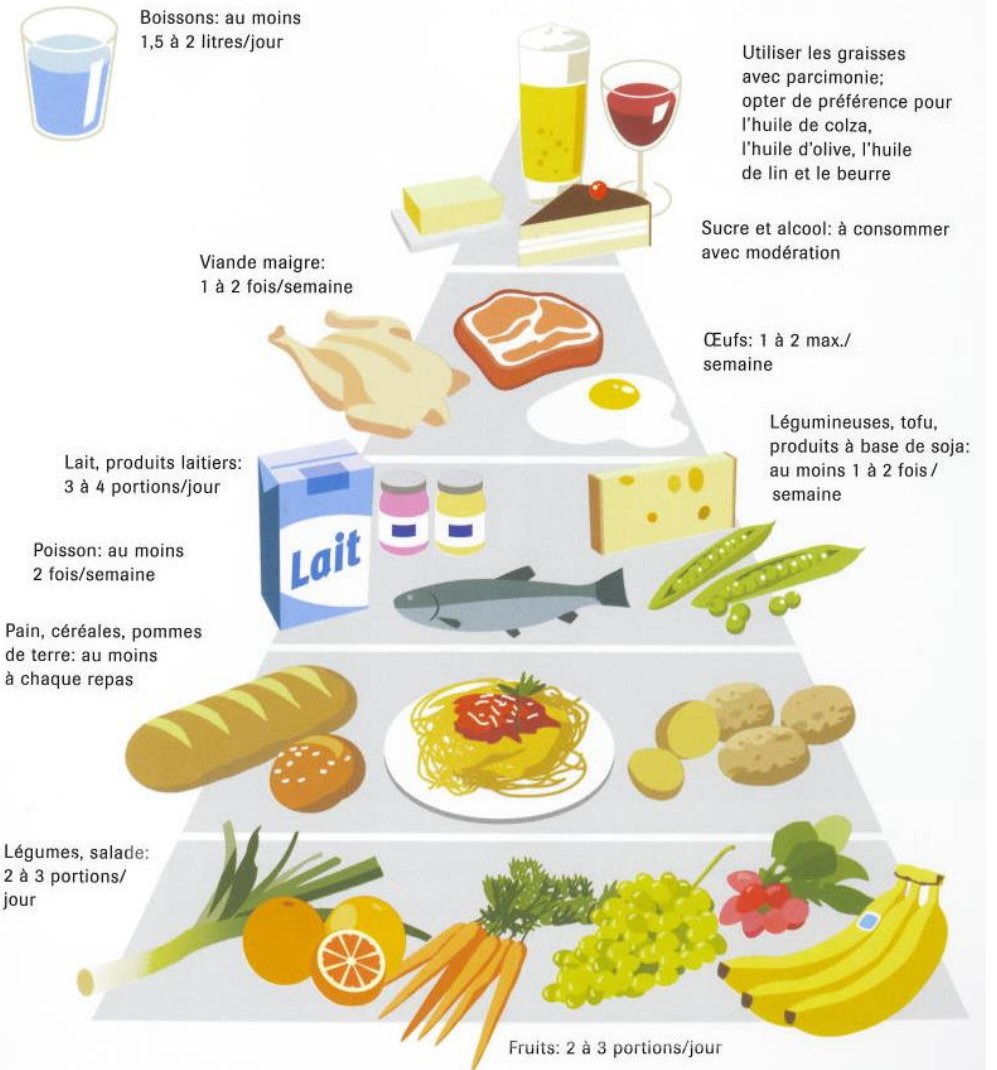 Boissons: au moins
1,5 à 2 litres/jour
Utiliser les graisses
avec parcimonie;
opter de préférence pour
l'huile de colza,
l'huile d'olive, l'huile
de lin et le beurre
Sucre et alcool: à consommer
avec modération
Viande maigre:
1 à 2 fois/semaine
Œufs: 1 à 2 max./
semaine
Légumineuses, tofu,
produits à base de soja:
au moins 1 à 2 fois/
semaine
Lait, produits laitiers:
3 à 4 portions/jour
Lait
Poisson: au moins
2 fois/semaine
Pain, céréales, pommes
de terre: au moins
à chaque repas
Légumes, salade:
2 à 3 portions/
jour
Fruits: 2 à 3 portions/jour